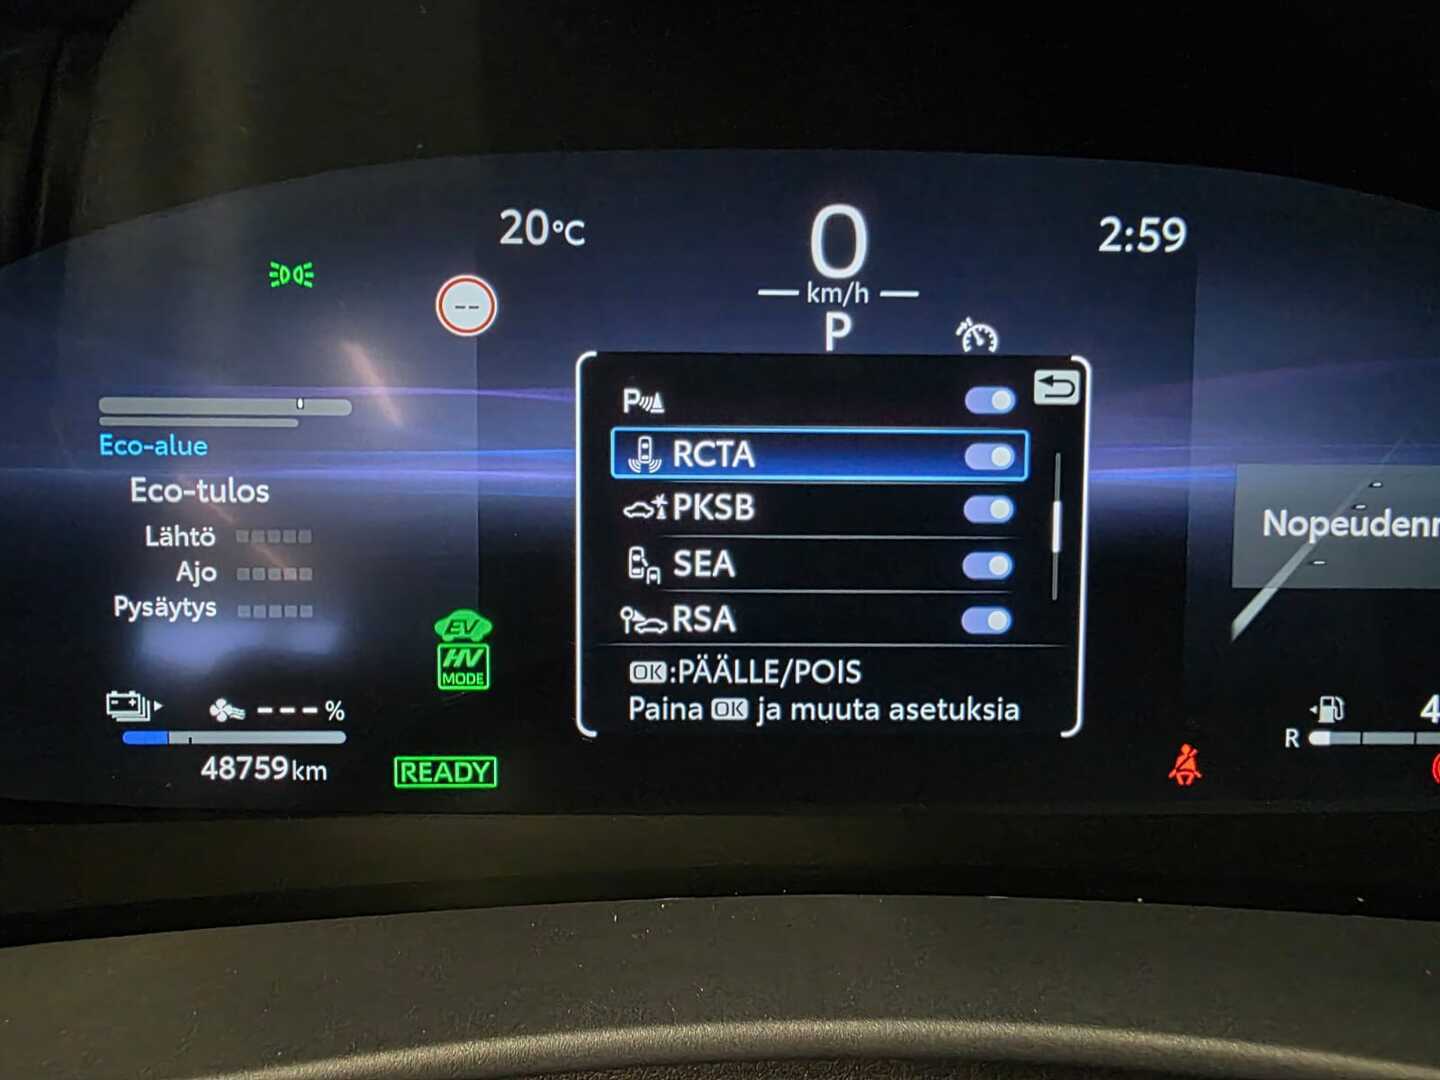 20°C
0
2:59
km/h
--
P
P
RCTA
PKSB
SEA
RSA
OK:PÄÄLLE/POIS
Paina OK ja muuta asetuksia
Eco-alue
Eco-tulos
Lähtö
Ajo
Pysäytys
EV
HV
MODE
---%
48759km
READY
R
4